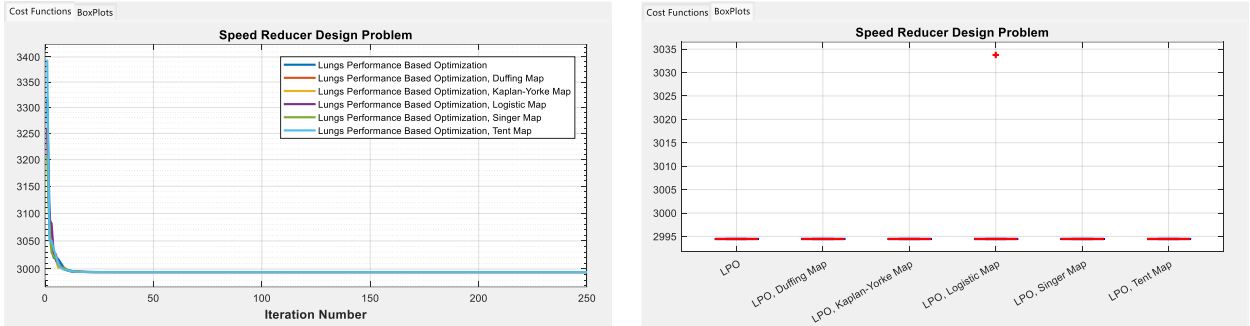 Cost Functions BoxPlots
Speed Reducer Design Problem
3400
3350
3300
3250
3200
3150
3100
3050
3000
Lungs Performance Based Optimization
Lungs Performance Based Optimization, Duffing Map
Lungs Performance Based Optimization, Kaplan-Yorke Map
Lungs Performance Based Optimization, Logistic Map
Lungs Performance Based Optimization, Singer Map
Lungs Performance Based Optimization, Tent Map
0 50 100 150 200 250
Iteration Number
Cost Functions BoxPlots
Speed Reducer Design Problem
3035
3030
3025
3020
3015
3010
3005
3000
2995
LPO
LPO, Duffing Map
LPO, Kaplan-Yorke Map
LPO, Logistic Map
LPO, Singer Map
LPO, Tent Map